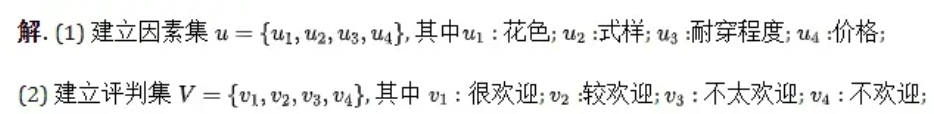 解. (1) 建立因素集 u = {u₁, u₂, u₃, u₄}, 其中u₁ : 花色; u₂ :式样; u₃ :耐穿程度; u₄ :价格;
(2) 建立评判集 V = {v₁, v₂, v₃, v₄}, 其中 v₁ : 很欢迎; v₂ :较欢迎; v₃ : 不太欢迎; v₄ : 不欢迎;